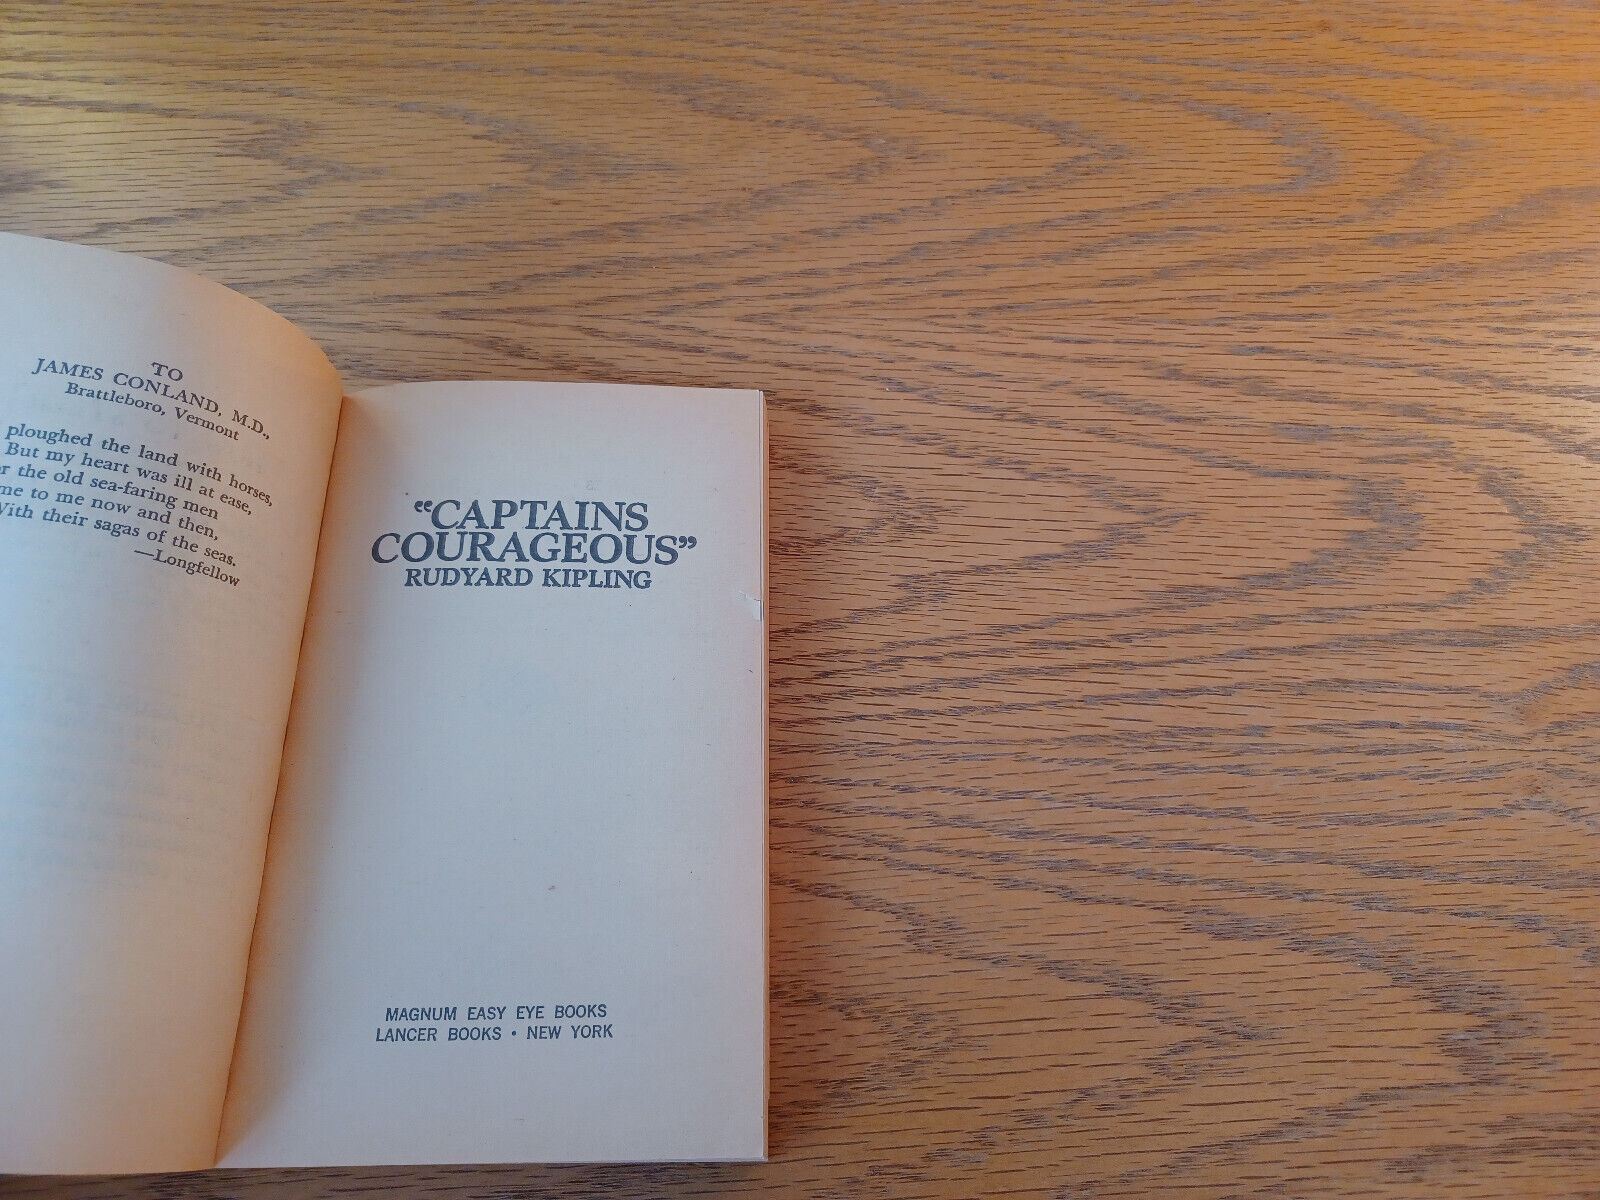 TO
JAMES CONLAND, M.D.,
Brattleboro, Vermont
ploughed the land with horses,
But my heart was ill at ease,
the old sea-faring men
me to me now and then,
With their sagas of the seas.
—Longfellow
"CAPTAINS
COURAGEOUS"
RUDYARD KIPLING
MAGNUM EASY EYE BOOKS
LANCER BOOKS • NEW YORK